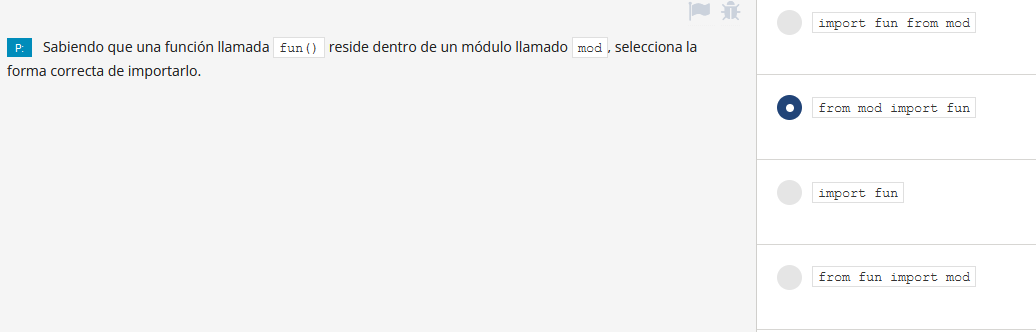 P: Sabiendo que una función llamada fun() reside dentro de un módulo llamado mod, selecciona la
forma correcta de importarlo.
import fun from mod
from mod import fun
import fun
from fun import mod